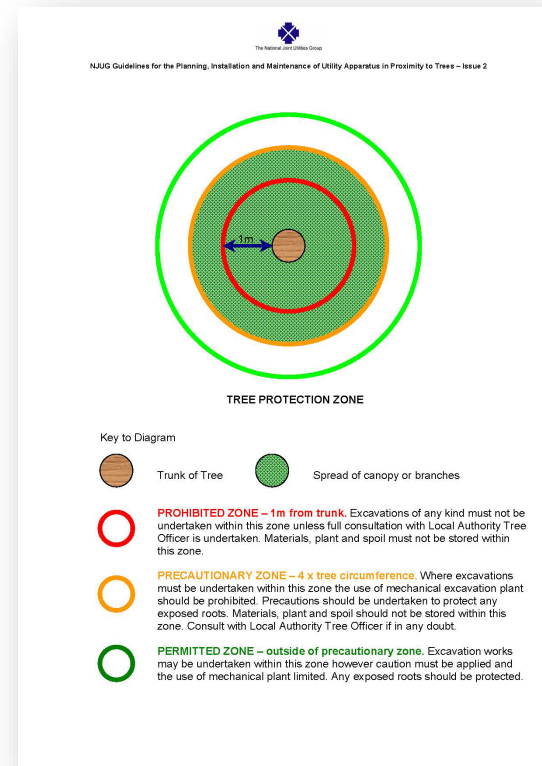 The National Joint Utilities Group
NJUG Guidelines for the Planning, Installation and Maintenance of Utility Apparatus in Proximity to Trees – Issue 2
1m
TREE PROTECTION ZONE
Key to Diagram
Trunk of Tree
Spread of canopy or branches
PROHIBITED ZONE – 1m from trunk. Excavations of any kind must not be
undertaken within this zone unless full consultation with Local Authority Tree
Officer is undertaken. Materials, plant and spoil must not be stored within
this zone.
PRECAUTIONARY ZONE – 4 x tree circumference. Where excavations
must be undertaken within this zone the use of mechanical excavation plant
should be prohibited. Precautions should be undertaken to protect any
exposed roots. Materials, plant and spoil should not be stored within this
zone. Consult with Local Authority Tree Officer if in any doubt.
PERMITTED ZONE – outside of precautionary zone. Excavation works
may be undertaken within this zone however caution must be applied and
the use of mechanical plant limited. Any exposed roots should be protected.